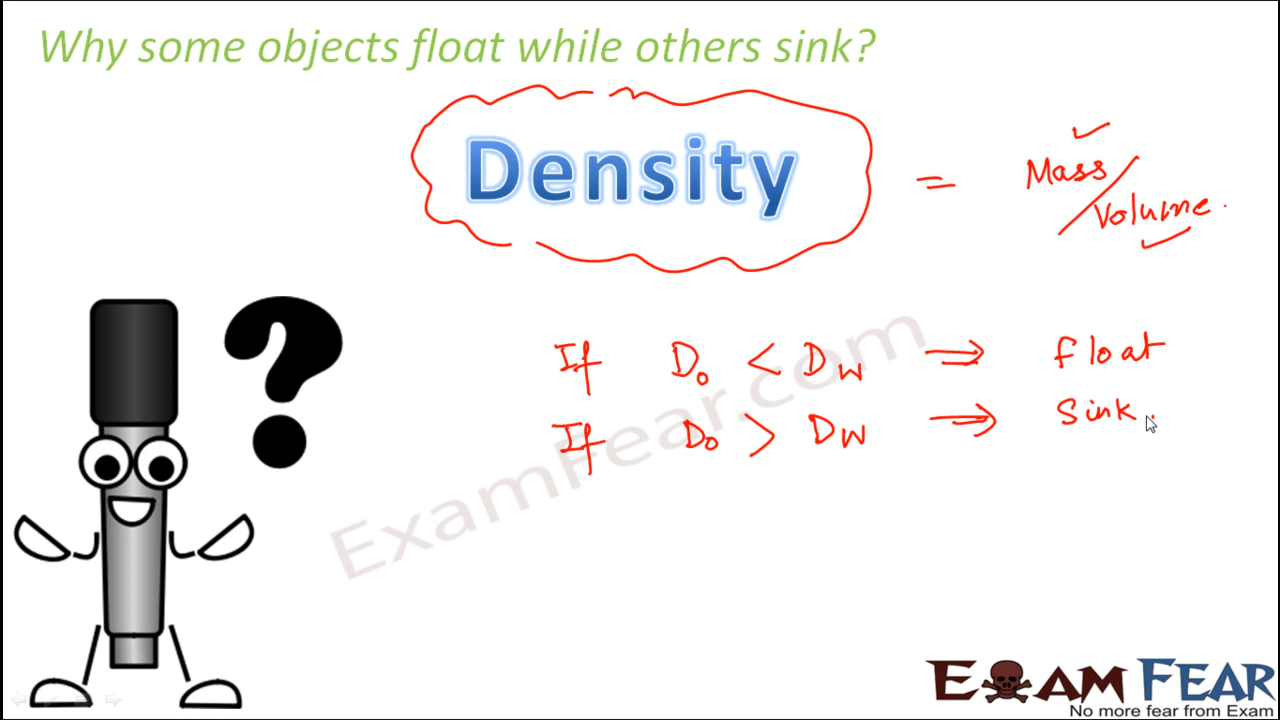 Why some objects float while others sink?
Density = Mass/Volume.
If D₀ < Dw ⇒ float
If D₀ > Dw ⇒ Sink.
ExamFear.com
EXAM FEAR
No more fear from Exam